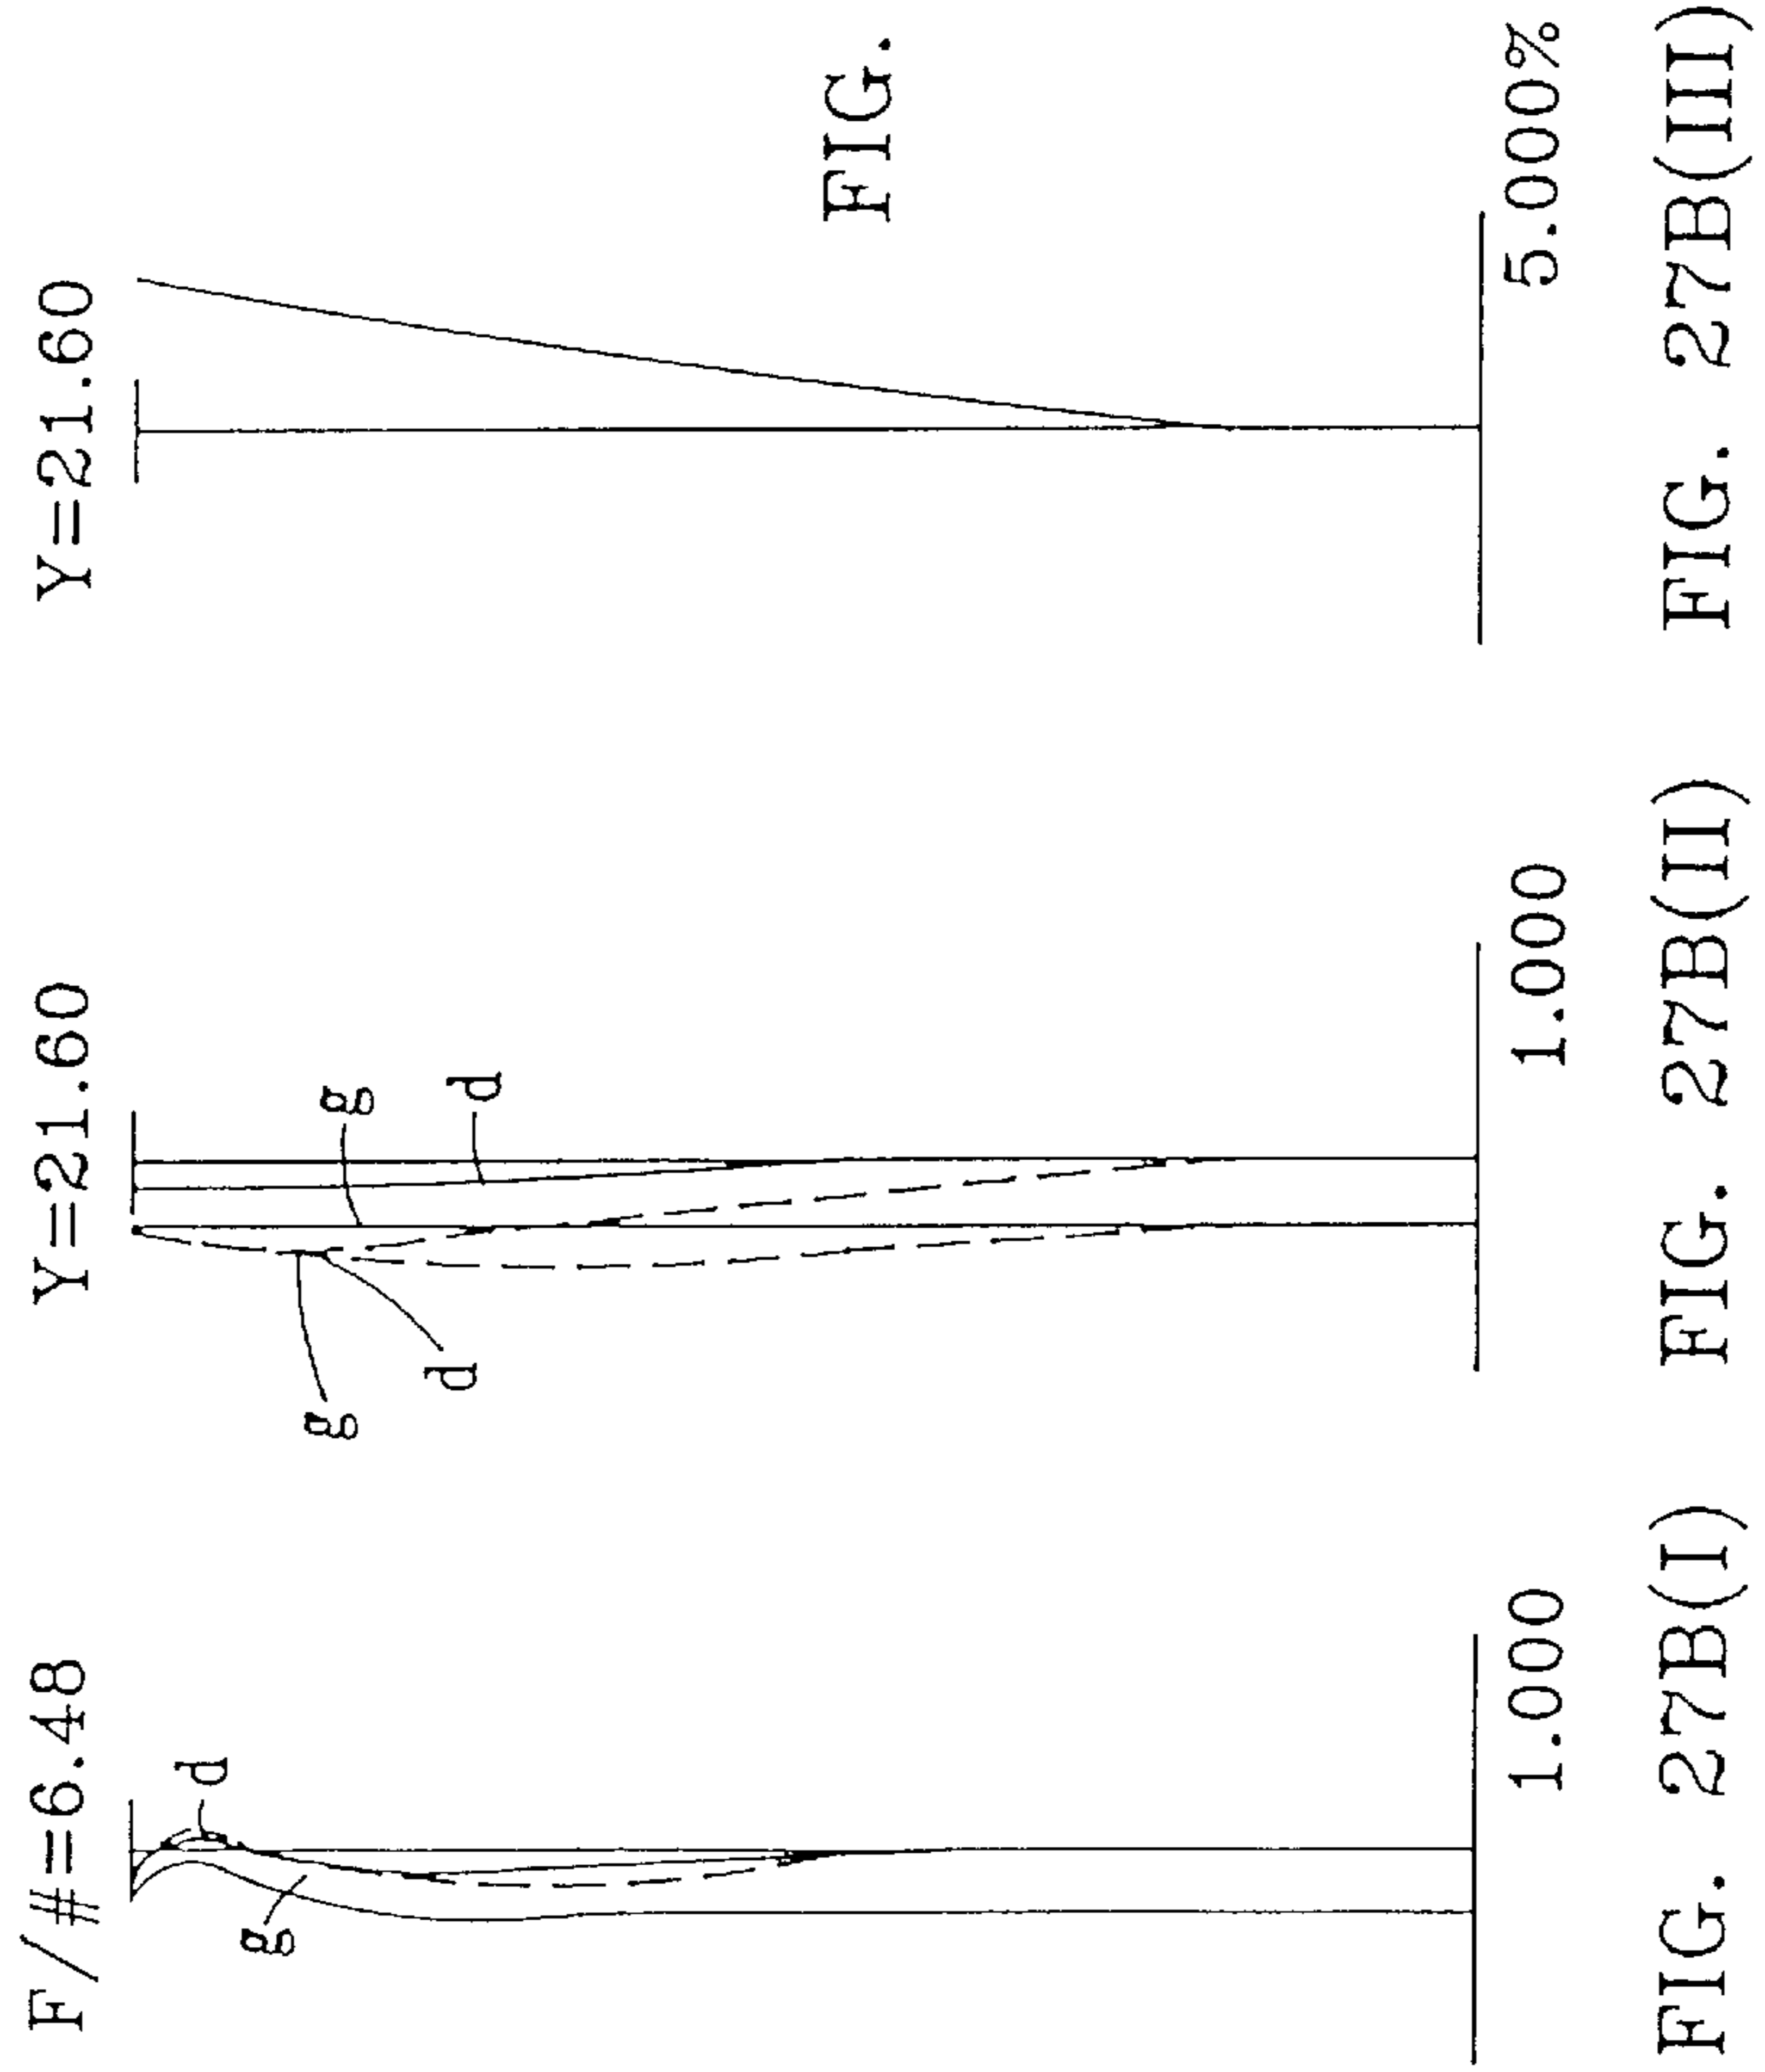 F/#=6.48
d
g
1.000
FIG. 27B(I)
Y=21.60
g
d
g
d
1.000
FIG. 27B(II)
Y=21.60
5.000%
FIG. 27B(III)
FIG.